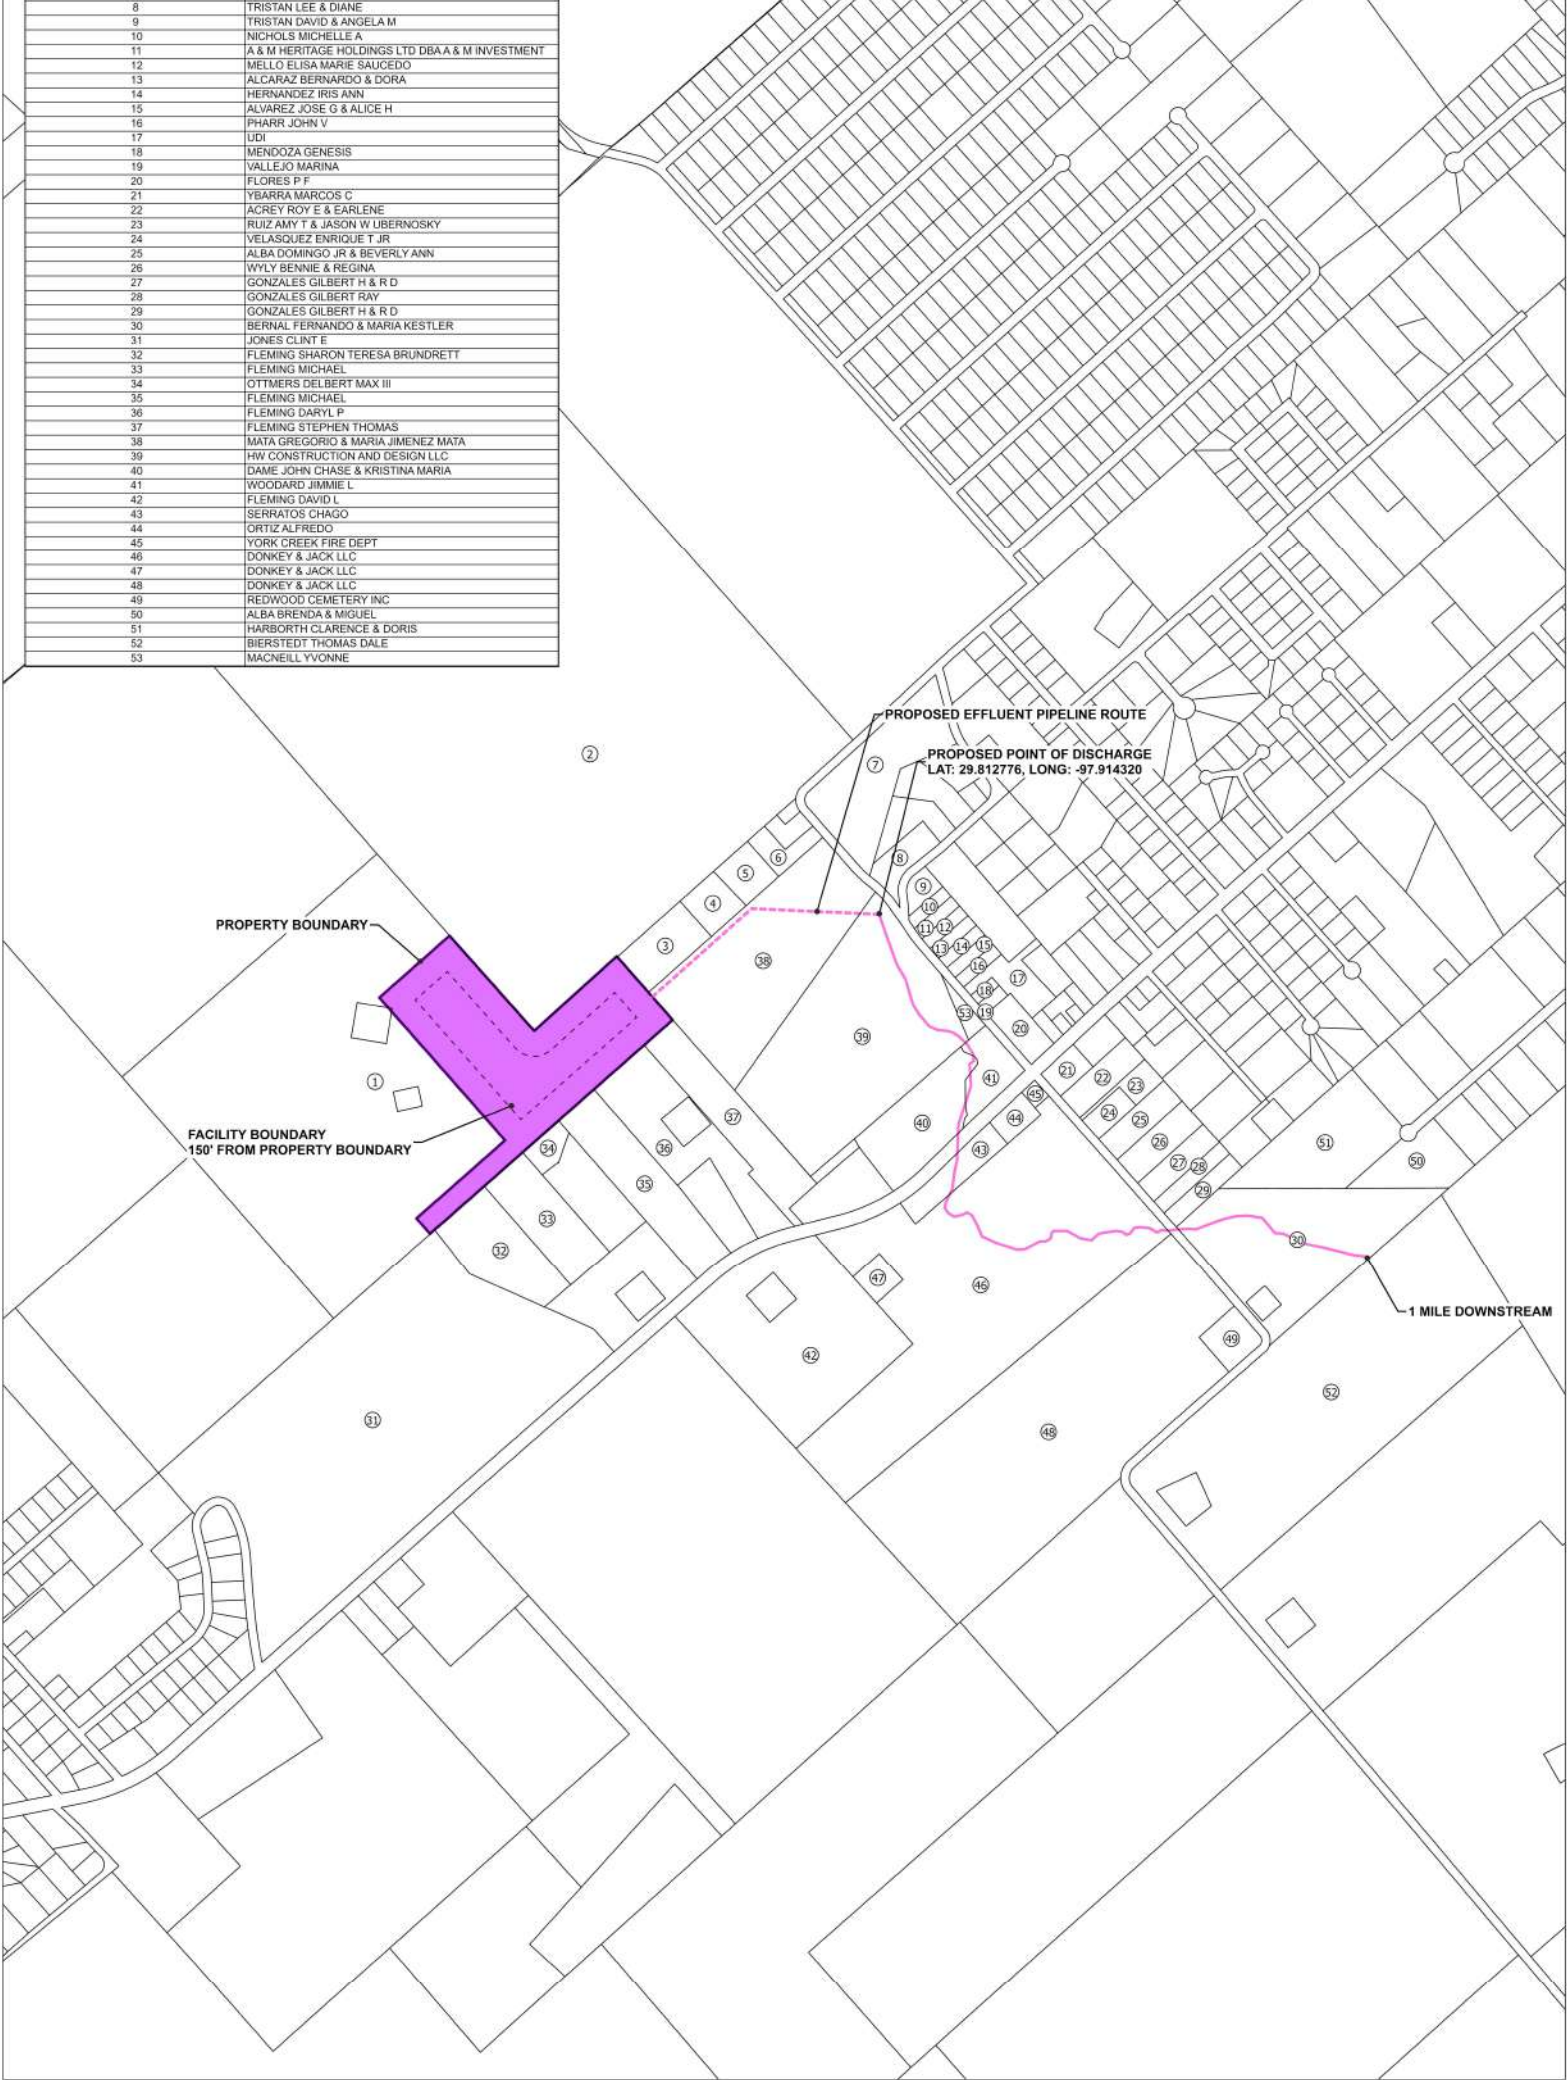 8 TRISTAN LEE & DIANE
9 TRISTAN DAVID & ANGELA M
10 NICHOLS MICHELLE A
11 A & M HERITAGE HOLDINGS LTD DBA A & M INVESTMENT
12 MELLO ELISA MARIE SAUCEDO
13 ALCARAZ BERNARDO & DORA
14 HERNANDEZ IRIS ANN
15 ALVAREZ JOSE G & ALICE H
16 PHARR JOHN V
17 UDI
18 MENDOZA GENESIS
19 VALLEJO MARINA
20 FLORES P F
21 YBARRA MARCOS C
22 ACREY ROY E & EARLENE
23 RUIZ AMY T & JASON W UBERNOSKY
24 VELASQUEZ ENRIQUE T JR
25 ALBA DOMINGO JR & BEVERLY ANN
26 WYLY BENNIE & REGINA
27 GONZALES GILBERT H & R D
28 GONZALES GILBERT RAY
29 GONZALES GILBERT H & R D
30 BERNAL FERNANDO & MARIA KESTLER
31 JONES CLINT E
32 FLEMING SHARON TERESA BRUNDRETT
33 FLEMING MICHAEL
34 OTTMERS DELBERT MAX III
35 FLEMING MICHAEL
36 FLEMING DARYL P
37 FLEMING STEPHEN THOMAS
38 MATA GREGORIO & MARIA JIMENEZ MATA
39 HW CONSTRUCTION AND DESIGN LLC
40 DAME JOHN CHASE & KRISTINA MARIA
41 WOODARD JIMMIE L
42 FLEMING DAVID L
43 SERRATOS CHAGO
44 ORTIZ ALFREDO
45 YORK CREEK FIRE DEPT
46 DONKEY & JACK LLC
47 DONKEY & JACK LLC
48 DONKEY & JACK LLC
49 REDWOOD CEMETERY INC
50 ALBA BRENDA & MIGUEL
51 HARBORTH CLARENCE & DORIS
52 BIERSTEDT THOMAS DALE
53 MACNEILL YVONNE
PROPOSED EFFLUENT PIPELINE ROUTE
PROPOSED POINT OF DISCHARGE
LAT: 29.812776, LONG: -97.914320
2
7
8
6
5
4
3
9
10
11 12
13 14 15
16
17
18
53 19
20
38
39
PROPERTY BOUNDARY
1
FACILITY BOUNDARY
150' FROM PROPERTY BOUNDARY
41
21
22
23
45
44
24
25
43
40
37
36
34
35
33
32
26
27 28
29
51
50
30
47
46
1 MILE DOWNSTREAM
49
42
52
31
48